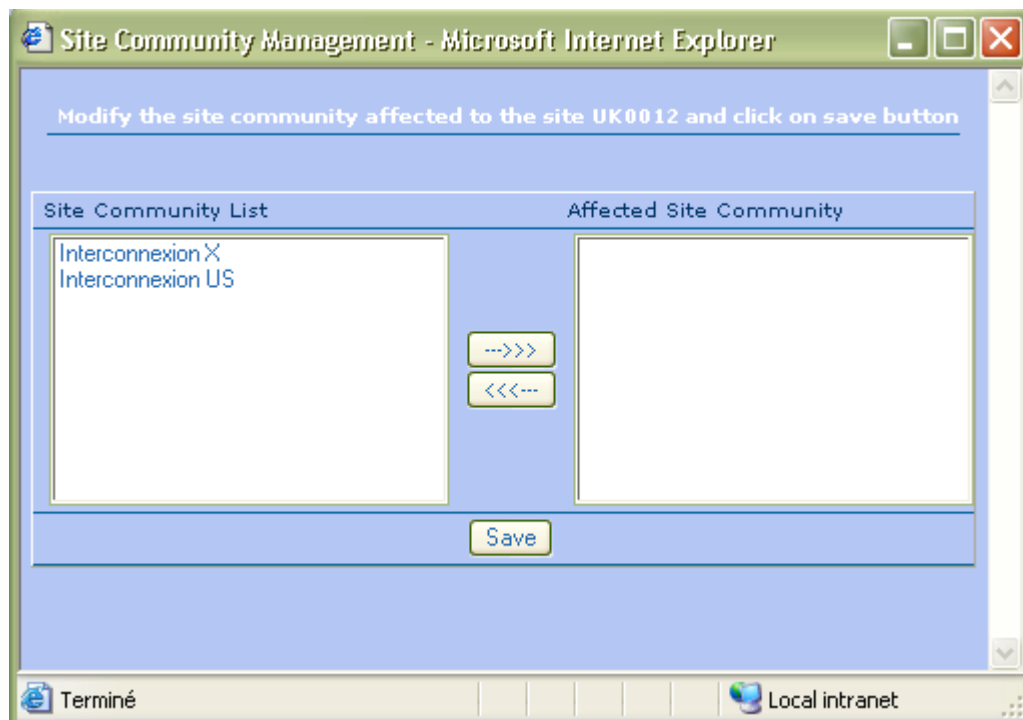 Site Community Management - Microsoft Internet Explorer
Modify the site community affected to the site UK0012 and click on save button
Site Community List Affected Site Community
Interconnexion X
Interconnexion US
--->>>
<<<---
Save
Terminé Local intranet